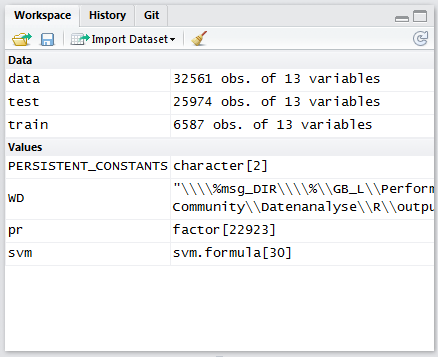 Workspace History Git
Import Dataset
Data
data 32561 obs. of 13 variables
test 25974 obs. of 13 variables
train 6587 obs. of 13 variables
Values
PERSISTENT_CONSTANTS character[2]
WD "\\\\%msg_DIR\\\\%\\GB_L\\Perform
Community\\Datenanalyse\\R\\outpu
pr factor[22923]
svm svm.formula[30]